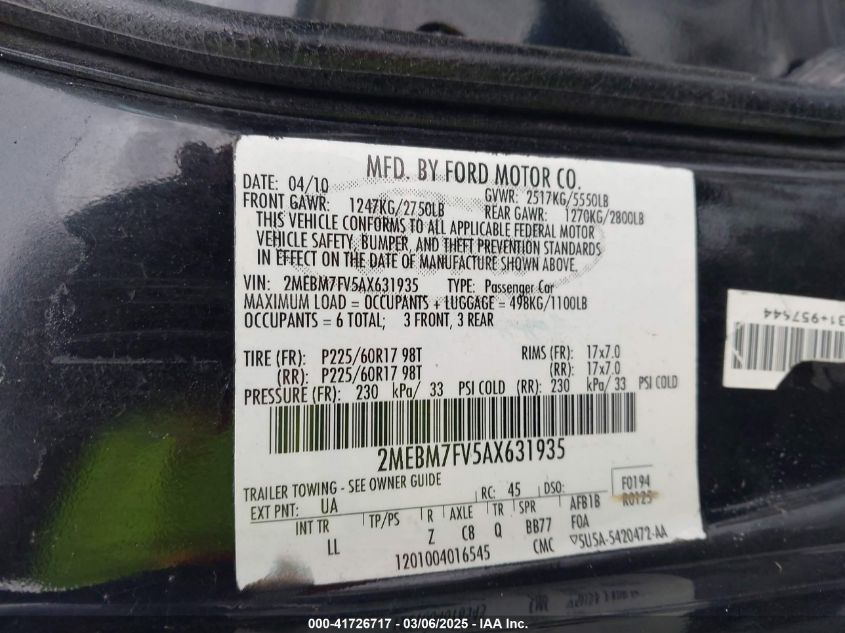 MFD. BY FORD MOTOR CO.
DATE: 04/10 GVWR: 2517KG/5550LB
FRONT GAWR: 1247KG/2750LB REAR GAWR: 1270KG/2800LB
THIS VEHICLE CONFORMS TO ALL APPLICABLE FEDERAL MOTOR
VEHICLE SAFETY, BUMPER, AND THEFT PREVENTION STANDARDS
IN EFFECT ON THE DATE OF MANUFACTURE SHOWN ABOVE.
VIN: 2MEBM7FV5AX631935 TYPE: Passenger Car
MAXIMUM LOAD = OCCUPANTS + LUGGAGE = 498KG/1100LB
OCCUPANTS = 6 TOTAL; 3 FRONT, 3 REAR
TIRE (FR): P225/60R17 98T RIMS (FR): 17x7.0
(RR): P225/60R17 98T (RR): 17x7.0
PRESSURE (FR): 230 kPa/ 33 PSI COLD (RR): 230 kPa/ 33 PSI COLD
2MEBM7FV5AX631935
TRAILER TOWING - SEE OWNER GUIDE
EXT PNT: UA RC: 45 DSO: F0194
R0125
INT TR TP/PS R AXLE TR SPR AFB1B
LL Z C8 Q BB77 FOA
1201004016545 CMC ▽5U5A-5420472-AA
31+957644
000-41726717 - 03/06/2025 - IAA Inc.